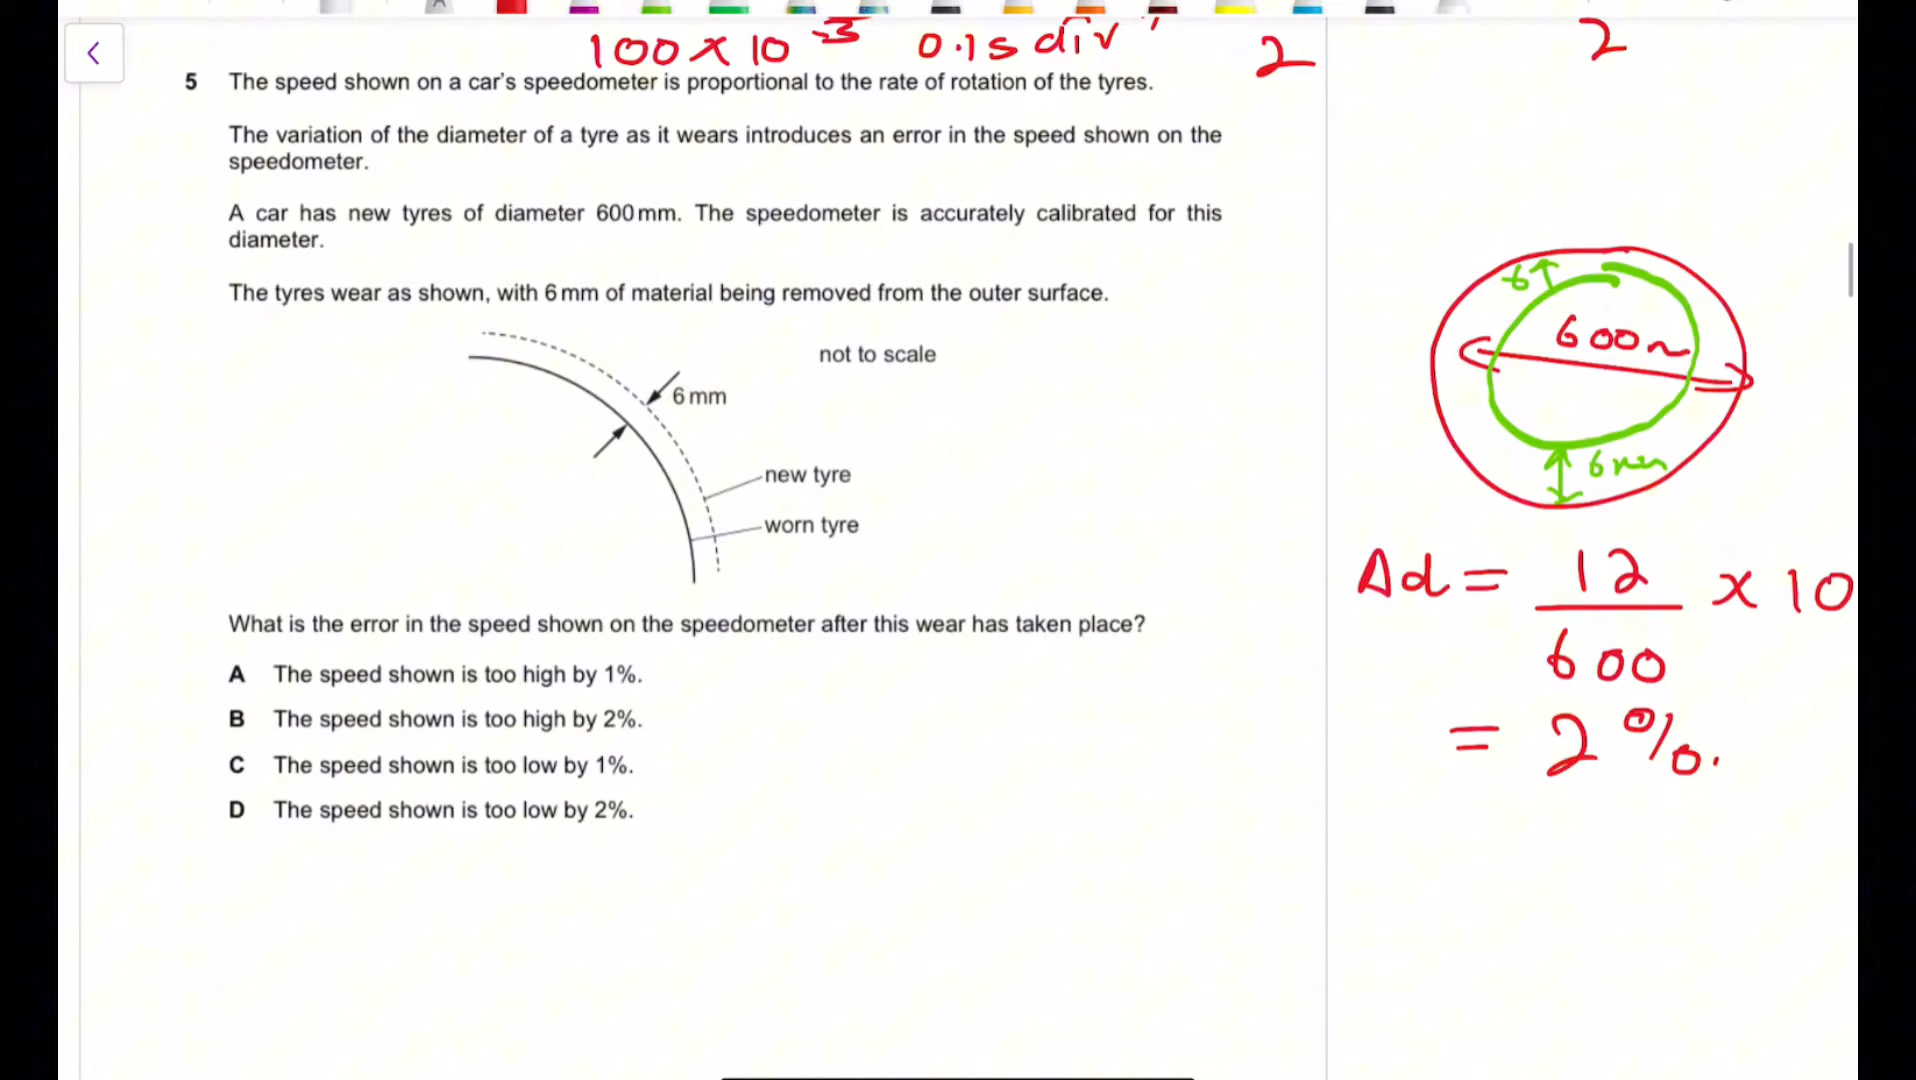 100 × 10 -3 0.1s div 2 2
5 The speed shown on a car's speedometer is proportional to the rate of rotation of the tyres.
The variation of the diameter of a tyre as it wears introduces an error in the speed shown on the
speedometer.
A car has new tyres of diameter 600 mm. The speedometer is accurately calibrated for this
diameter.
The tyres wear as shown, with 6 mm of material being removed from the outer surface.
not to scale
6 mm
new tyre
worn tyre
What is the error in the speed shown on the speedometer after this wear has taken place?
A The speed shown is too high by 1%.
B The speed shown is too high by 2%.
C The speed shown is too low by 1%.
D The speed shown is too low by 2%.
6
600
6 mm
Δd = 12 × 10
600
= 2 %.